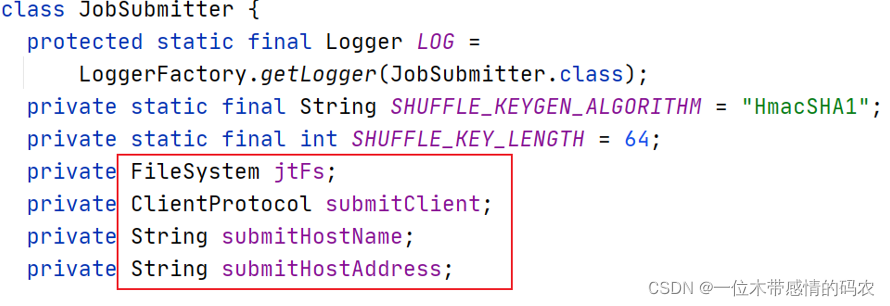 class JobSubmitter {
protected static final Logger LOG =
LoggerFactory.getLogger(JobSubmitter.class);
private static final String SHUFFLE_KEYGEN_ALGORITHM = "HmacSHA1";
private static final int SHUFFLE_KEY_LENGTH = 64;
private FileSystem jtFs;
private ClientProtocol submitClient;
private String submitHostName;
private String submitHostAddress;
CSDN @一位木带感情的码农